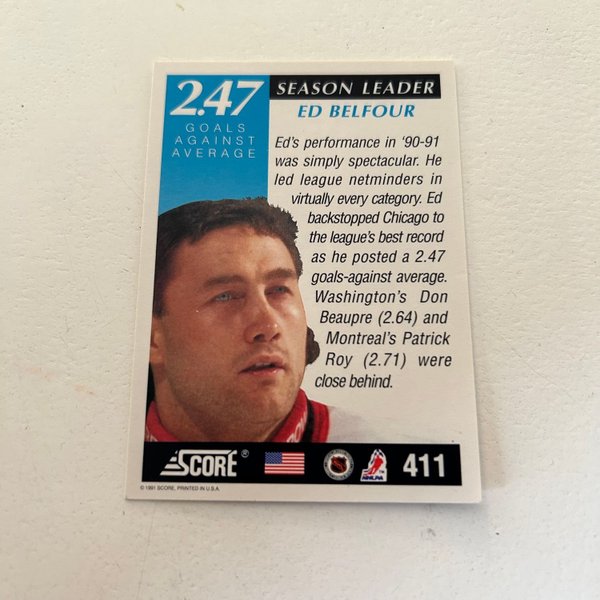 2.47
GOALS
AGAINST
AVERAGE
SEASON LEADER
ED BELFOUR
Ed's performance in '90-91
was simply spectacular. He
led league netminders in
virtually every category. Ed
backstopped Chicago to
the league's best record
as he posted a 2.47
goals-against average.
Washington's Don
Beaupre (2.64) and
Montreal's Patrick
Roy (2.71) were
close behind.
SCORE®
NHLPA
411
© 1991 SCORE, PRINTED IN U.S.A.